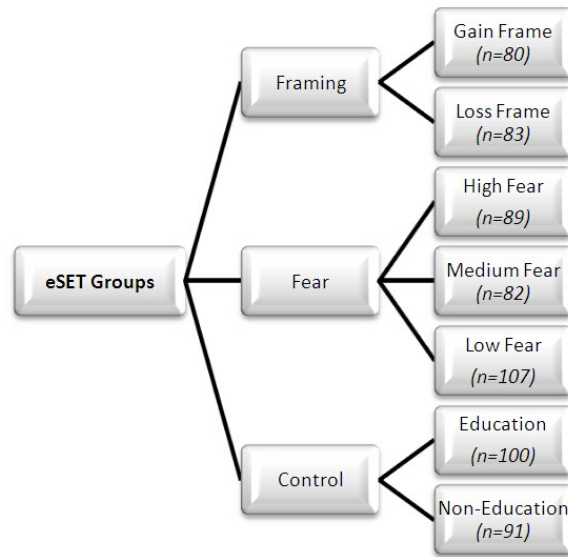 Gain Frame
(n=80)
Framing
Loss Frame
(n=83)
High Fear
(n=89)
eSET Groups
Fear
Medium Fear
(n=82)
Low Fear
(n=107)
Education
(n=100)
Control
Non-Education
(n=91)